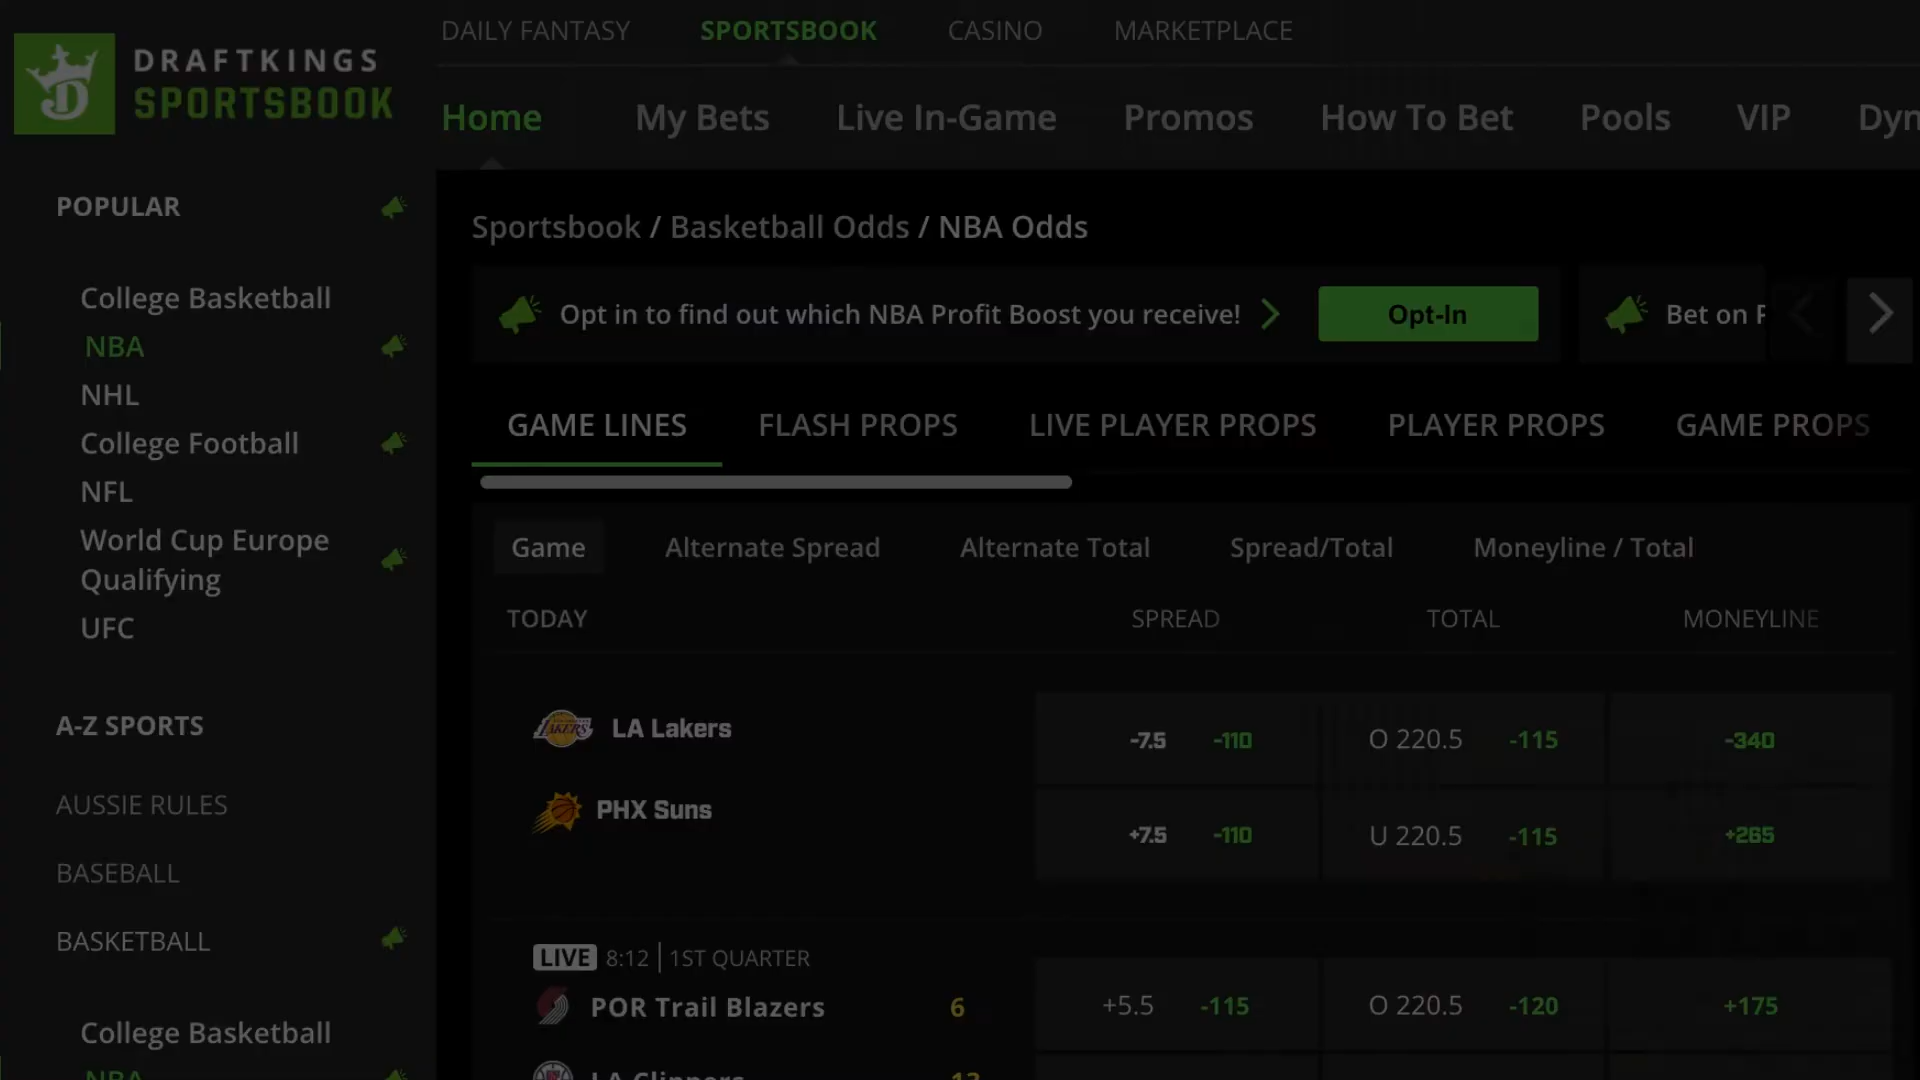 DAILY FANTASY SPORTSBOOK CASINO MARKETPLACE
DRAFTKINGS
SPORTSBOOK
Home My Bets Live In-Game Promos How To Bet Pools VIP Dyn
POPULAR
College Basketball
NBA
NHL
College Football
NFL
World Cup Europe
Qualifying
UFC
A-Z SPORTS
AUSSIE RULES
BASEBALL
BASKETBALL
College Basketball
NBA
Sportsbook / Basketball Odds / NBA Odds
Opt in to find out which NBA Profit Boost you receive! Opt-In Bet on
GAME LINES FLASH PROPS LIVE PLAYER PROPS PLAYER PROPS GAME PROPS
Game Alternate Spread Alternate Total Spread/Total Moneyline / Total
TODAY SPREAD TOTAL MONEYLINE
LA Lakers -7.5 -110 O 220.5 -115 -340
PHX Suns +7.5 -110 U 220.5 -115 +265
LIVE 8:12 | 1ST QUARTER
POR Trail Blazers 6 +5.5 -115 O 220.5 -120 +175
LA Clippers